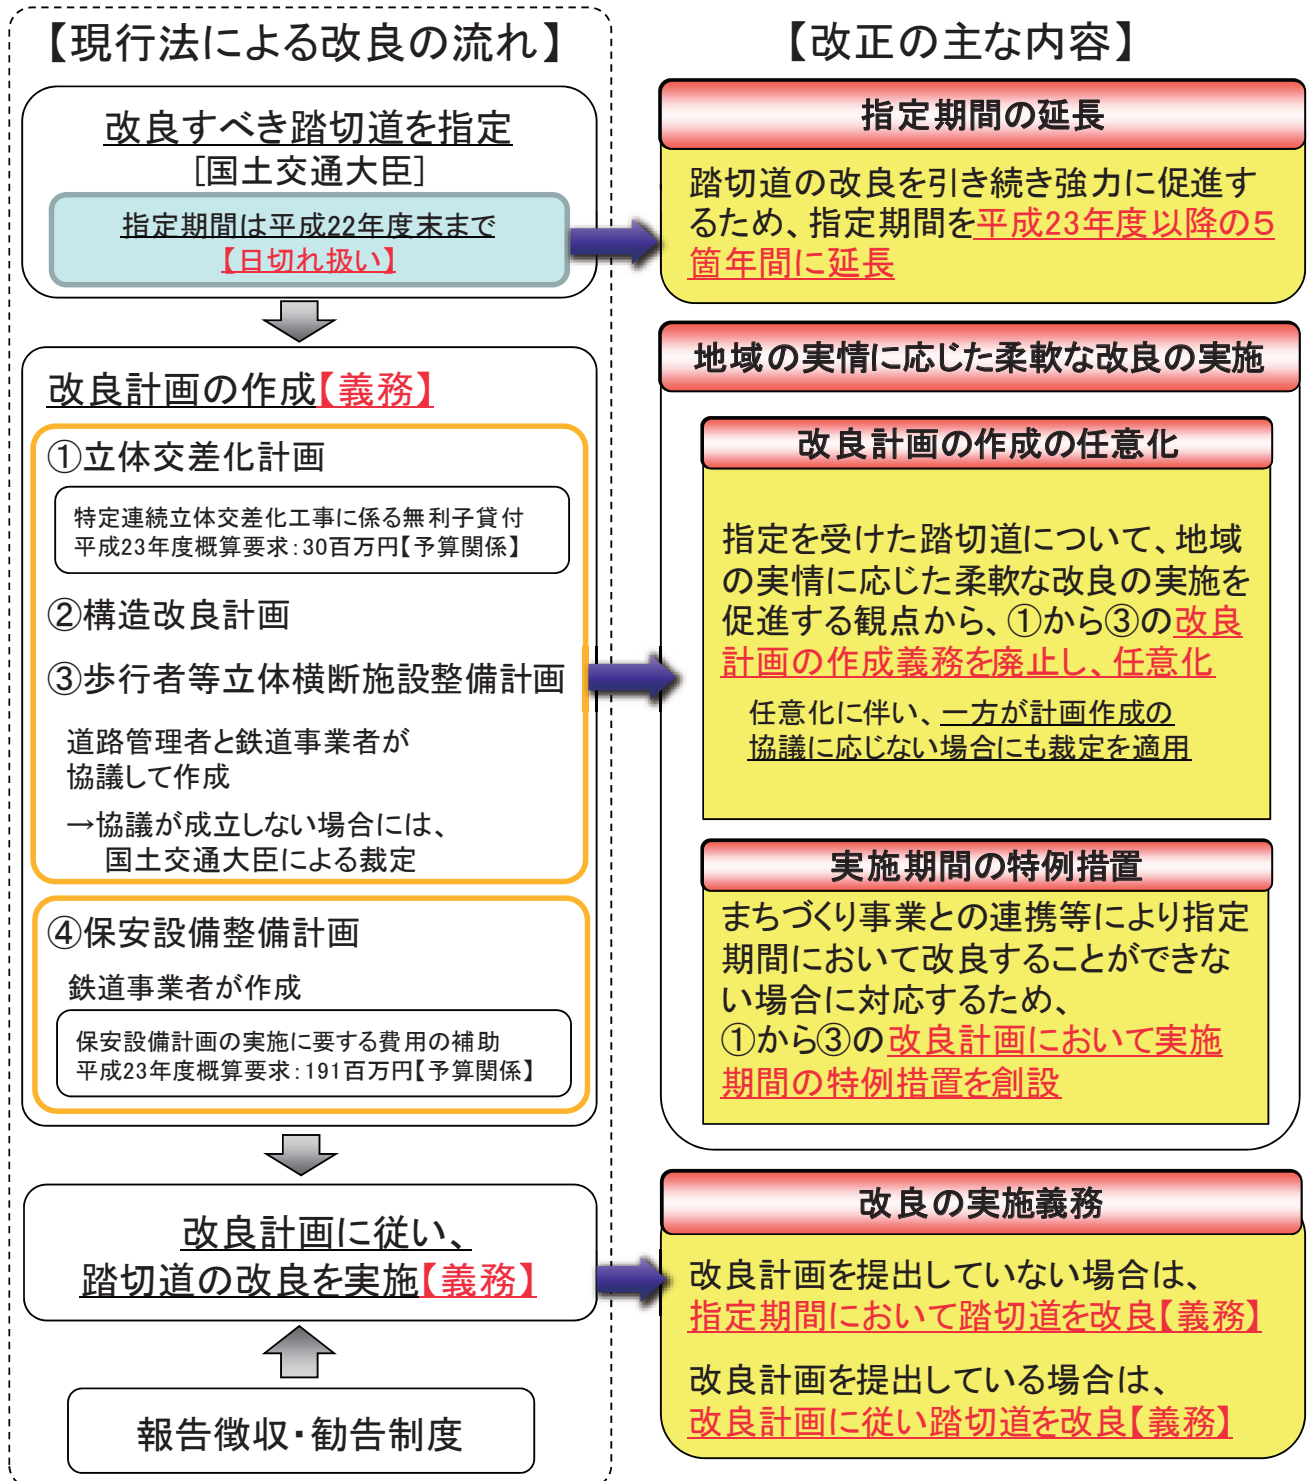 【現行法による改良の流れ】
改良すべき踏切道を指定
[国土交通大臣]
指定期間は平成22年度末まで
【日切れ扱い】
改良計画の作成【義務】
①立体交差化計画
特定連続立体交差化工事に係る無利子貸付
平成23年度概算要求:30百万円【予算関係】
②構造改良計画
③歩行者等立体横断施設整備計画
道路管理者と鉄道事業者が
協議して作成
→協議が成立しない場合には、
国土交通大臣による裁定
④保安設備整備計画
鉄道事業者が作成
保安設備計画の実施に要する費用の補助
平成23年度概算要求:191百万円【予算関係】
改良計画に従い、
踏切道の改良を実施【義務】
報告徴収・勧告制度
【改正の主な内容】
指定期間の延長
踏切道の改良を引き続き強力に促進す
るため、指定期間を平成23年度以降の5
箇年間に延長
地域の実情に応じた柔軟な改良の実施
改良計画の作成の任意化
指定を受けた踏切道について、地域
の実情に応じた柔軟な改良の実施を
促進する観点から、①から③の改良
計画の作成義務を廃止し、任意化
任意化に伴い、一方が計画作成の
協議に応じない場合にも裁定を適用
実施期間の特例措置
まちづくり事業との連携等により指定
期間において改良することができな
い場合に対応するため、
①から③の改良計画において実施
期間の特例措置を創設
改良の実施義務
改良計画を提出していない場合は、
指定期間において踏切道を改良【義務】
改良計画を提出している場合は、
改良計画に従い踏切道を改良【義務】